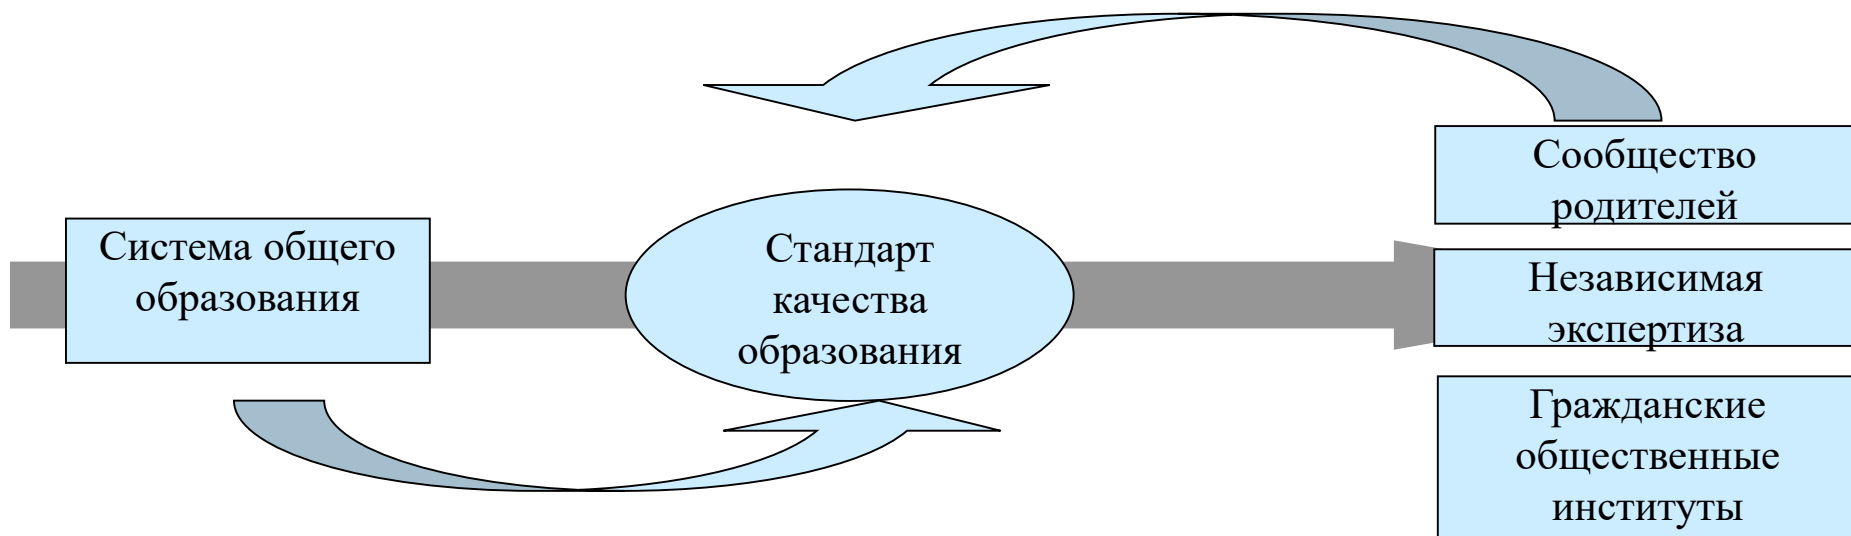 Система общего
образования
Стандарт
качества
образования
Сообщество
родителей
Независимая
экспертиза
Гражданские
общественные
институты